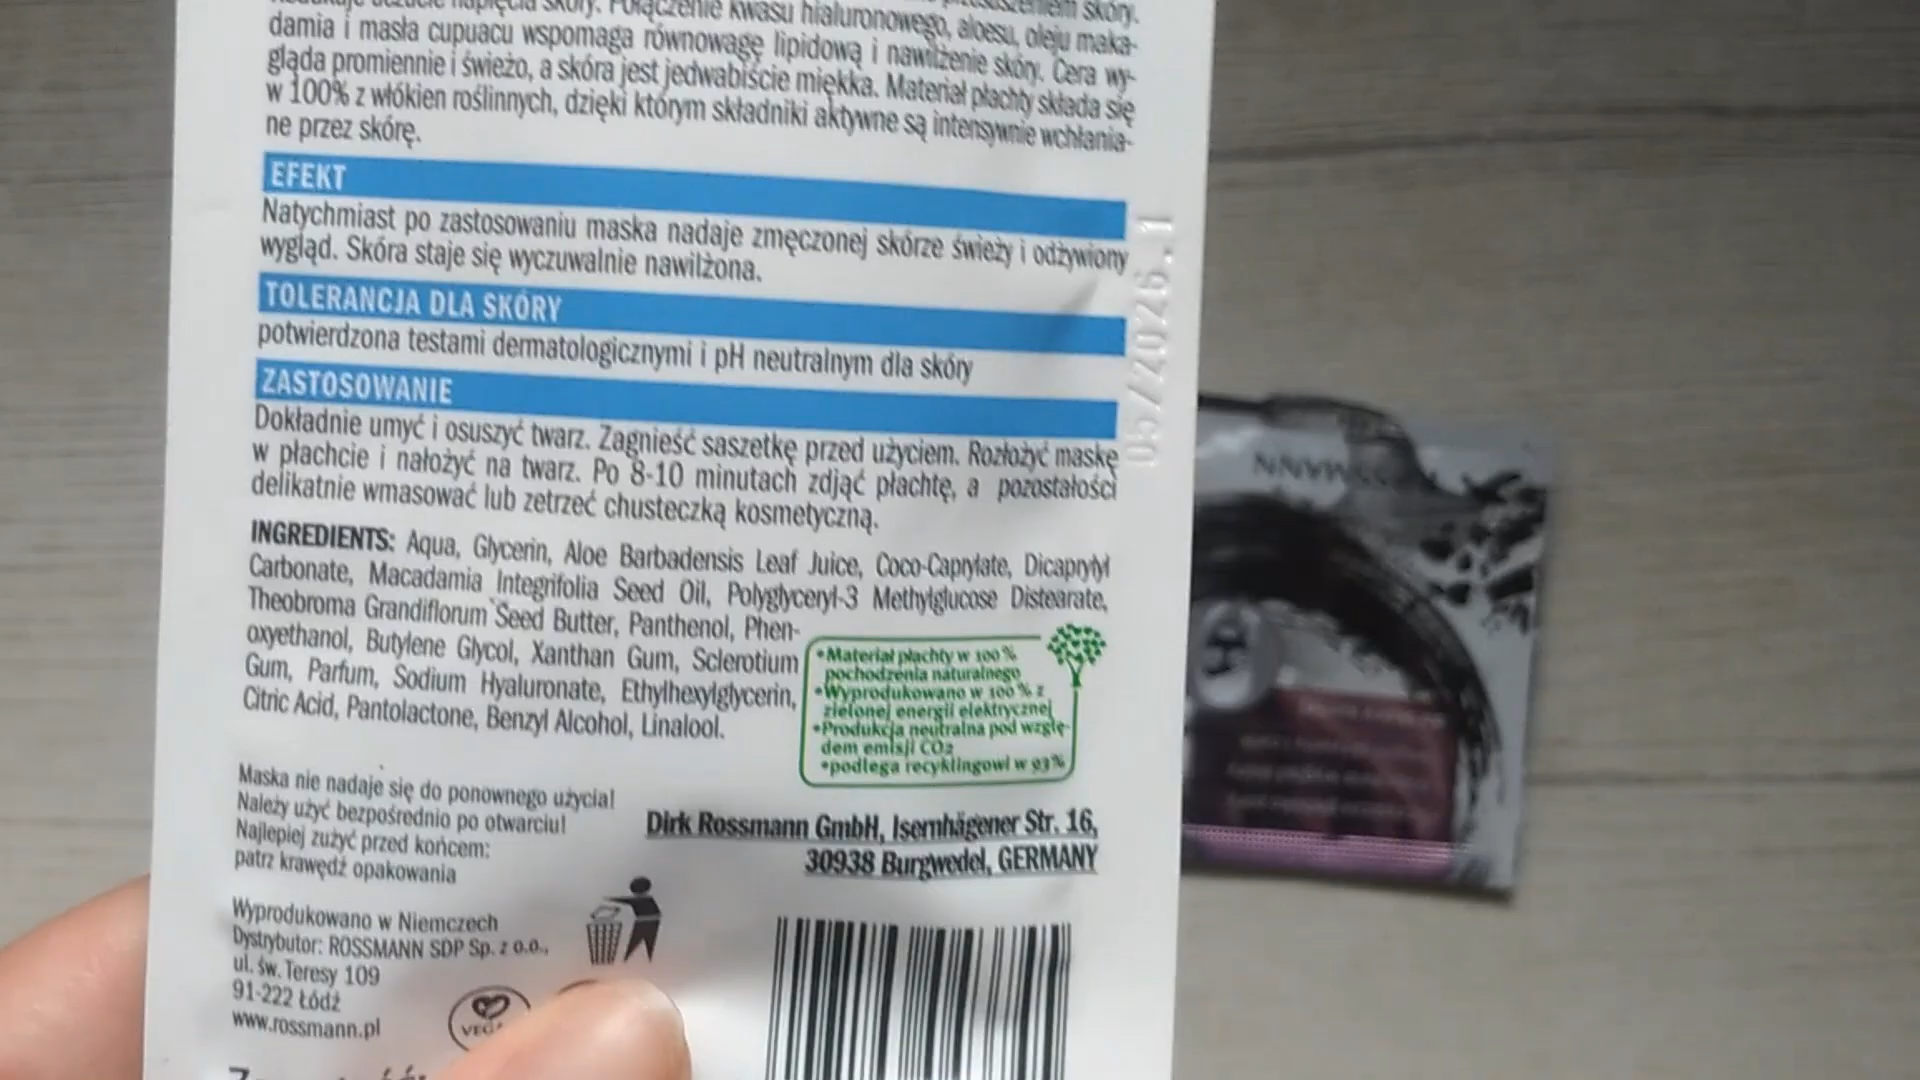 skóry. Połączenie kwasu hialuronowego, aloesu, oleju maka-
damia i masła cupuacu wspomaga równowagę lipidową i nawilżenie skóry. Cera wy-
gląda promiennie i świeżo, a skóra jest jedwabiście miękka. Materiał płachty składa się
w 100% z włókien roślinnych, dzięki którym składniki aktywne są intensywnie wchłania-
ne przez skórę.
EFEKT
Natychmiast po zastosowaniu maska nadaje zmęczonej skórze świeży i odżywiony
wygląd. Skóra staje się wyczuwalnie nawilżona.
TOLERANCJA DLA SKÓRY
potwierdzona testami dermatologicznymi i pH neutralnym dla skóry
ZASTOSOWANIE
Dokładnie umyć i osuszyć twarz. Zagnieść saszetkę przed użyciem. Rozłożyć maskę
w płachcie i nałożyć na twarz. Po 8-10 minutach zdjąć płachtę, a pozostałości
delikatnie wmasować lub zetrzeć chusteczką kosmetyczną.
INGREDIENTS: Aqua, Glycerin, Aloe Barbadensis Leaf Juice, Coco-Caprylate, Dicaprylyl
Carbonate, Macadamia Integrifolia Seed Oil, Polyglyceryl-3 Methylglucose Distearate,
Theobroma Grandiflorum Seed Butter, Panthenol, Phen-
oxyethanol, Butylene Glycol, Xanthan Gum, Sclerotium
Gum, Parfum, Sodium Hyaluronate, Ethylhexylglycerin,
Citric Acid, Pantolactone, Benzyl Alcohol, Linalool.
•Materiał płachty w 100 %
pochodzenia naturalnego
•Wyprodukowano w 100 % z
zielonej energii elektrycznej
•Produkcja neutralna pod wzglę-
dem emisji CO2
•podlega recyklingowi w 93%
Maska nie nadaje się do ponownego użycia!
Należy użyć bezpośrednio po otwarciu!
Najlepiej zużyć przed końcem:
patrz krawędź opakowania
Dirk Rossmann GmbH, Isernhägener Str. 16,
30938 Burgwedel, GERMANY
Wyprodukowano w Niemczech
Dystrybutor: ROSSMANN SDP Sp. z o.o.,
ul. św. Teresy 109
91-222 Łódź
www.rossmann.pl
05/2026.1